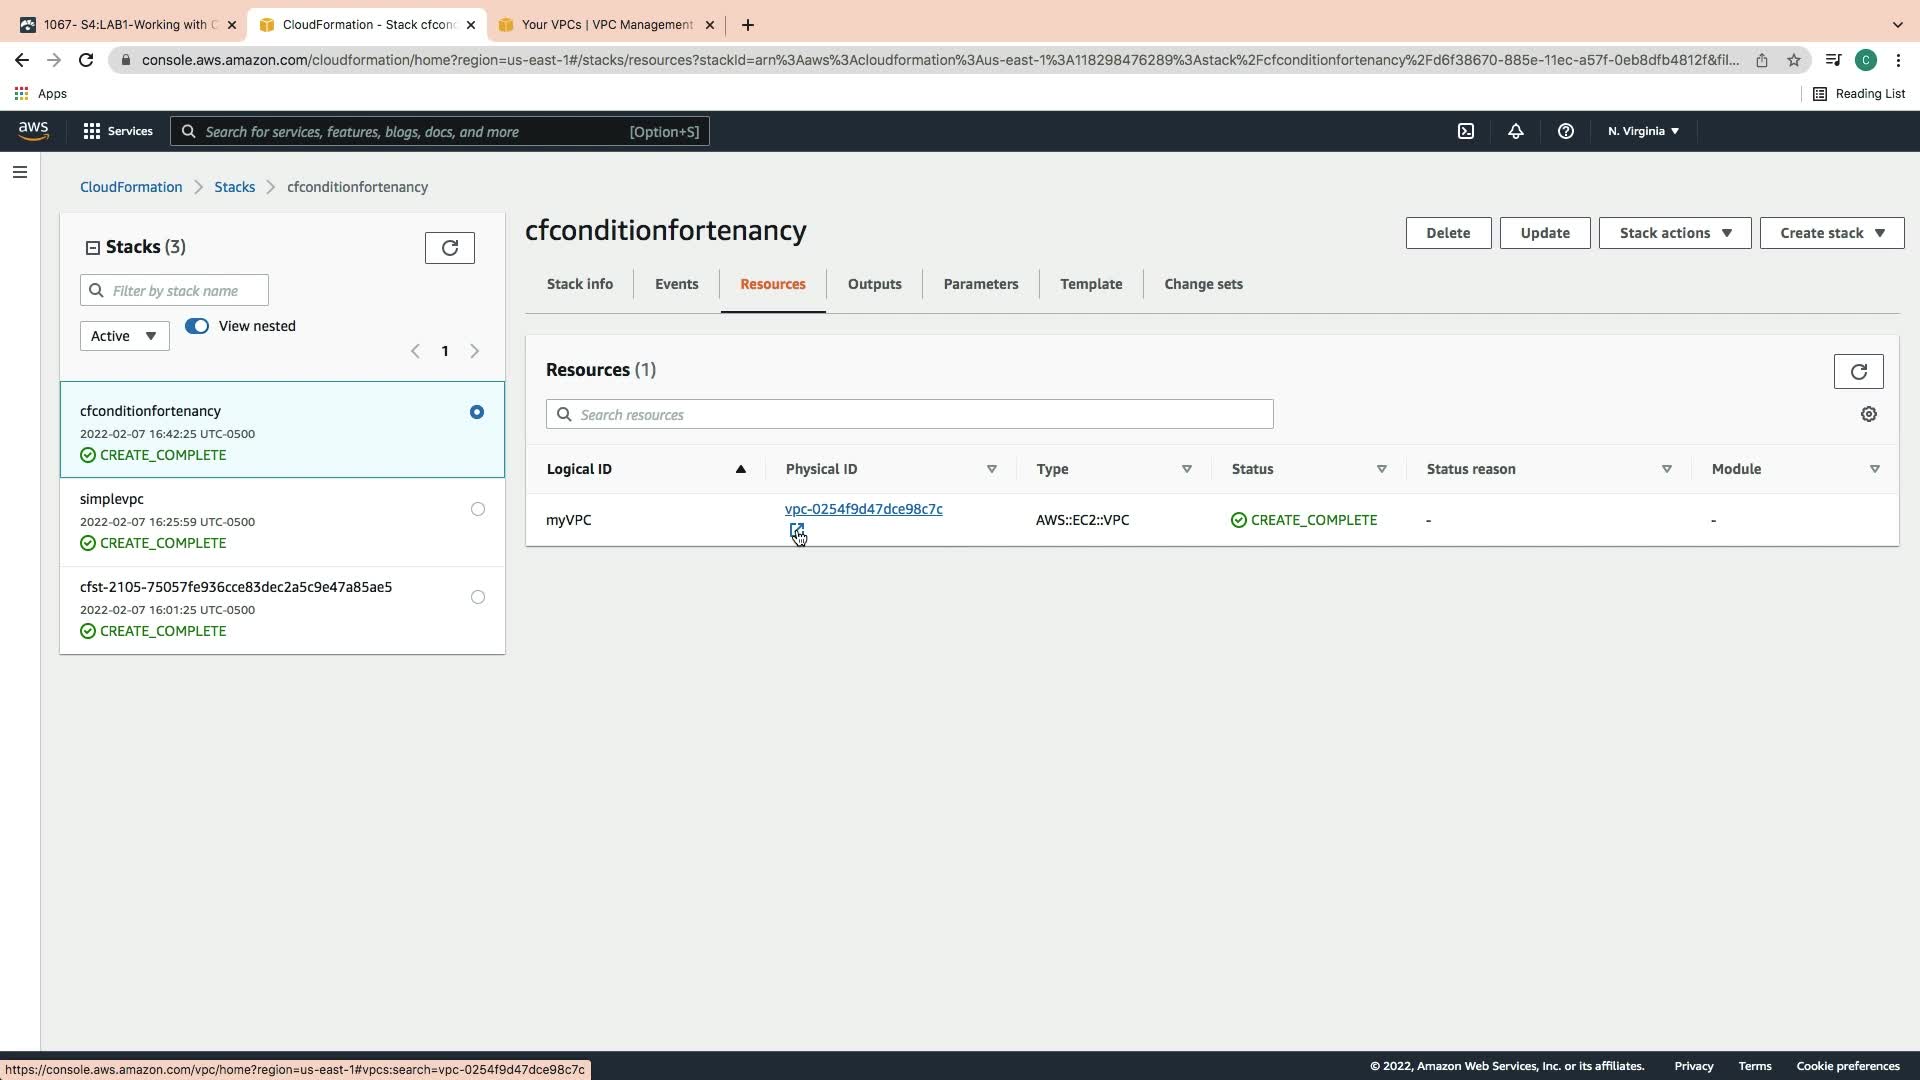 1067- S4:LAB1-Working with C
CloudFormation - Stack cfcond
Your VPCs | VPC Management
console.aws.amazon.com/cloudformation/home?region=us-east-1#/stacks/resources?stackId=arn%3Aaws%3Acloudformation%3Aus-east-1%3A118298476289%3Astack%2Fcfconditionfortenancy%2Fd6f38670-885e-11ec-a57f-0eb8dfb4812f&fil...
C
Apps
Reading List
aws
Services
Search for services, features, blogs, docs, and more
[Option+S]
N. Virginia
CloudFormation
Stacks
cfconditionfortenancy
Stacks (3)
Filter by stack name
Active
View nested
1
cfconditionfortenancy
2022-02-07 16:42:25 UTC-0500
CREATE_COMPLETE
simplevpc
2022-02-07 16:25:59 UTC-0500
CREATE_COMPLETE
cfst-2105-75057fe936cce83dec2a5c9e47a85ae5
2022-02-07 16:01:25 UTC-0500
CREATE_COMPLETE
cfconditionfortenancy
Delete
Update
Stack actions
Create stack
Stack info
Events
Resources
Outputs
Parameters
Template
Change sets
Resources (1)
Search resources
Logical ID
Physical ID
Type
Status
Status reason
Module
myVPC
vpc-0254f9d47dce98c7c
AWS::EC2::VPC
CREATE_COMPLETE
-
-
https://console.aws.amazon.com/vpc/home?region=us-east-1#vpcs:search=vpc-0254f9d47dce98c7c
© 2022, Amazon Web Services, Inc. or its affiliates.
Privacy
Terms
Cookie preferences